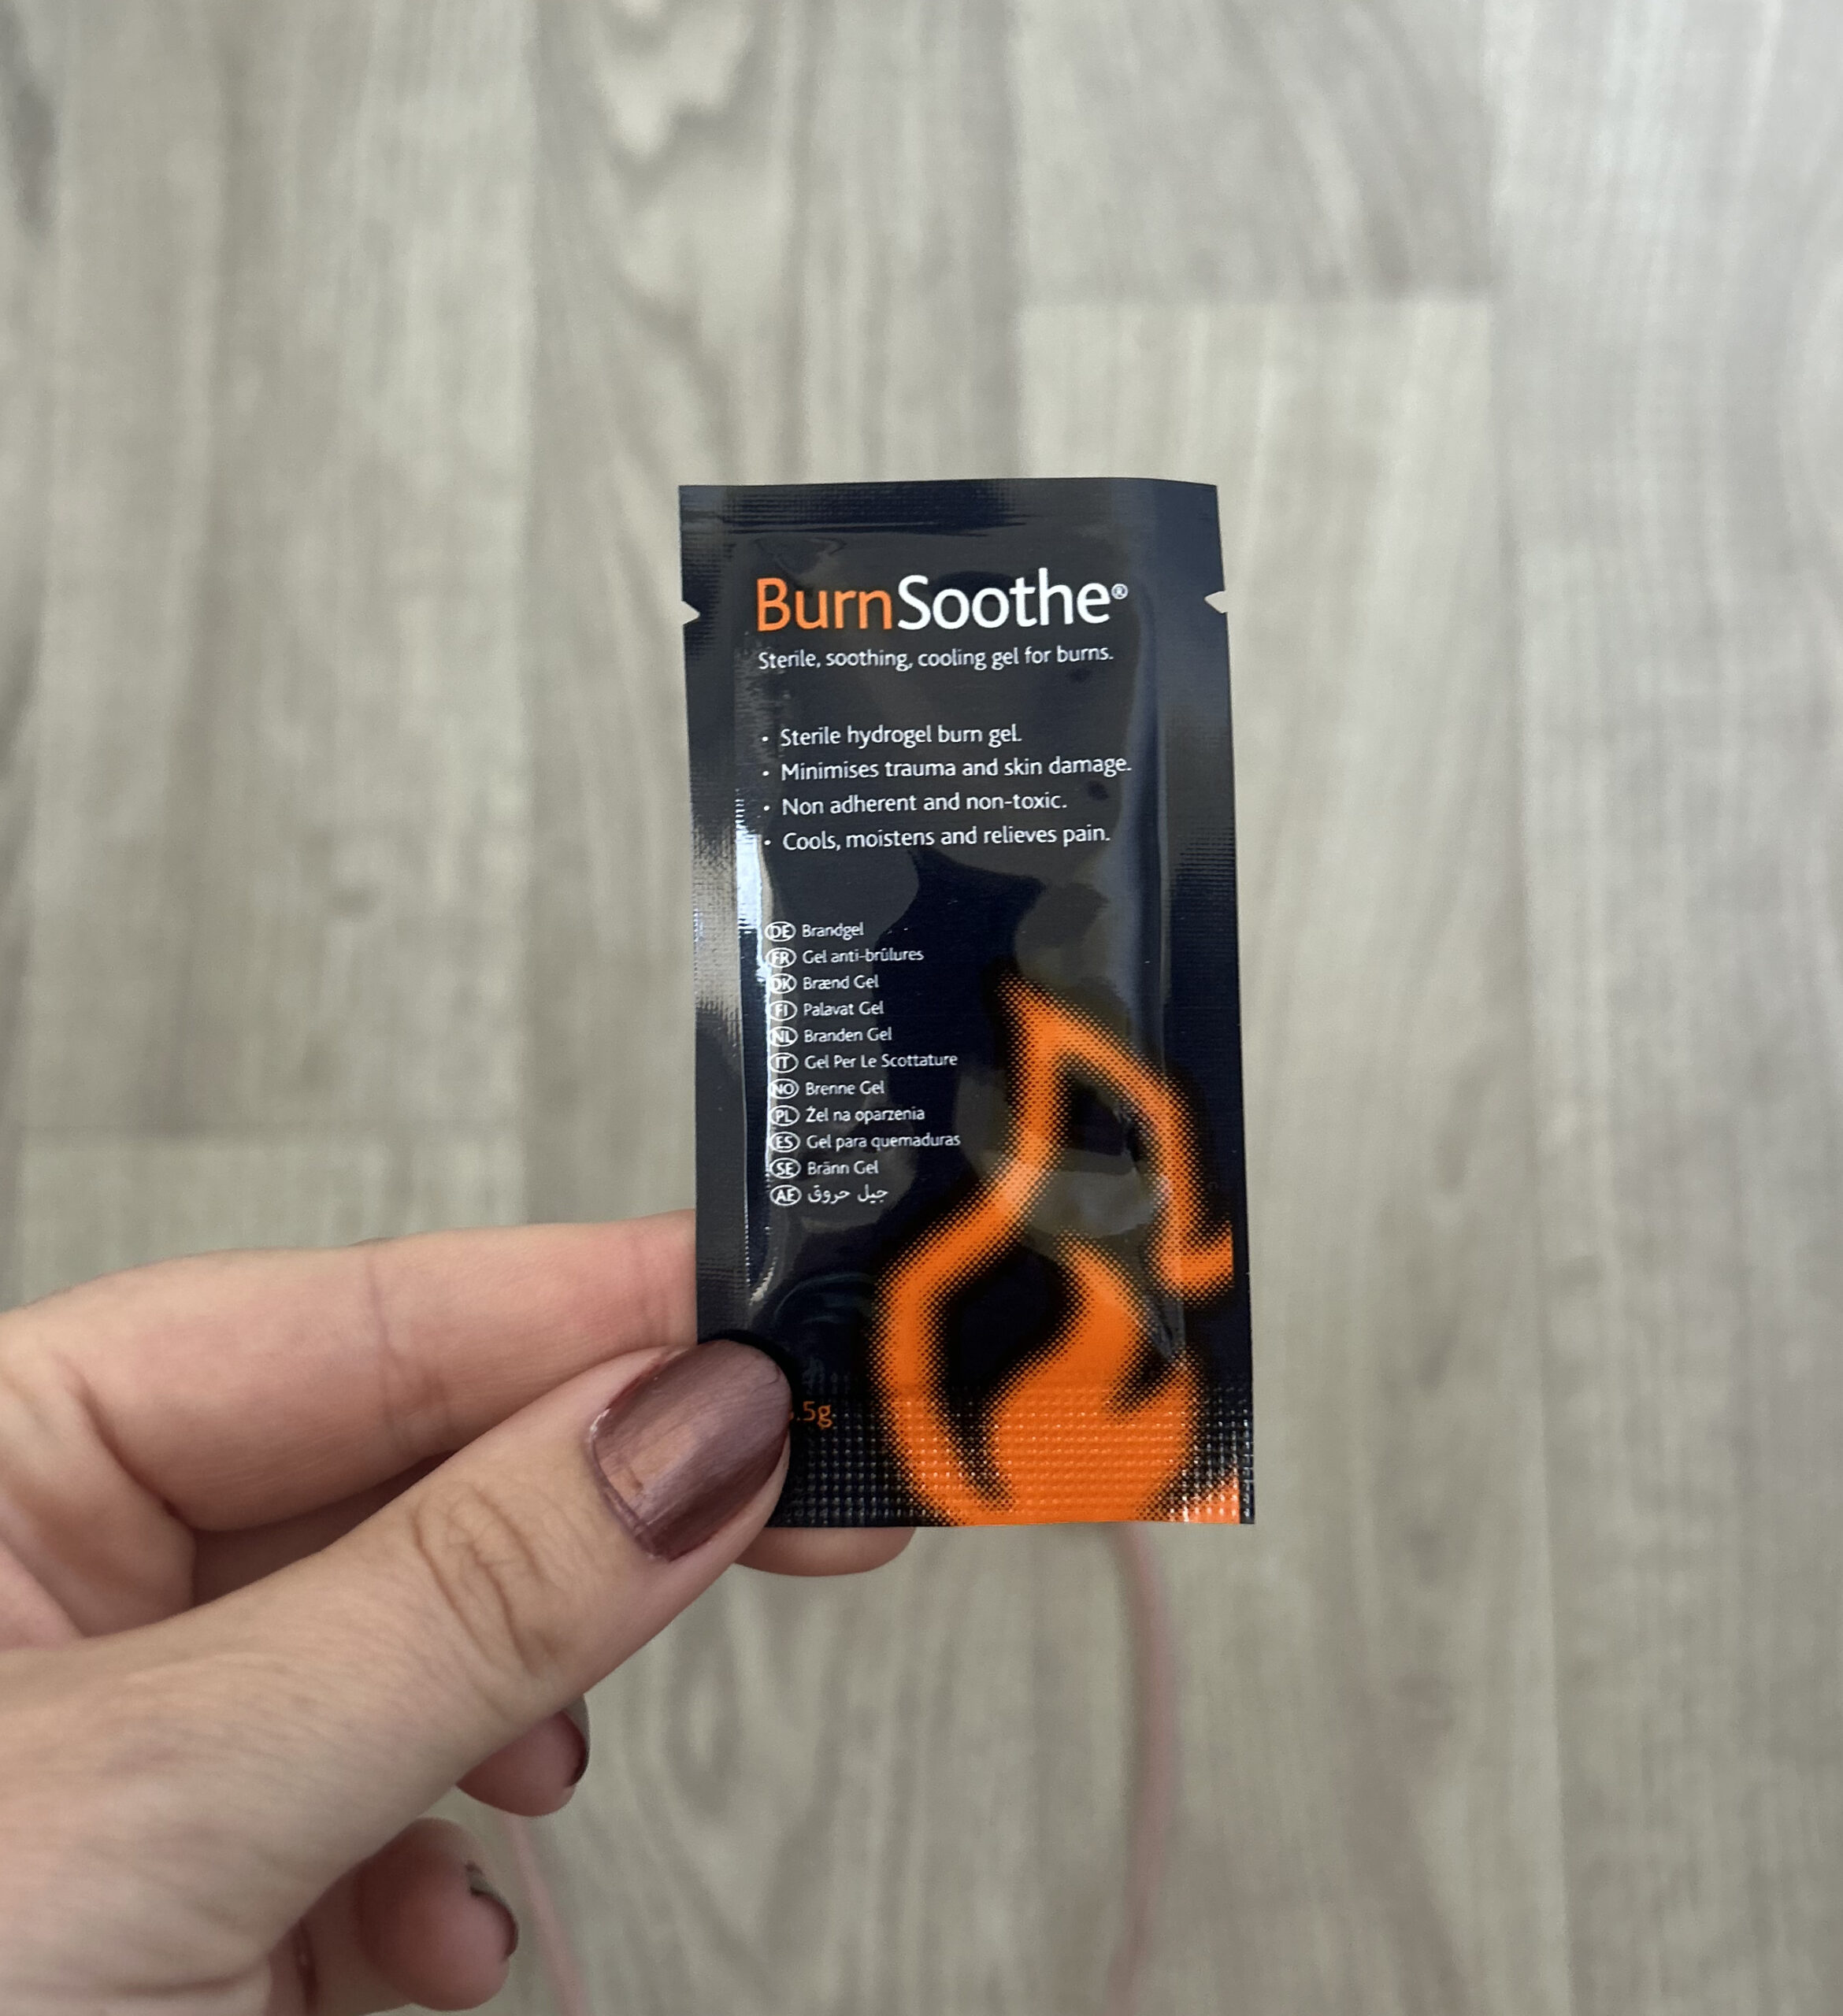 BurnSoothe®
Sterile, soothing, cooling gel for burns.
• Sterile hydrogel burn gel.
• Minimises trauma and skin damage.
• Non adherent and non-toxic.
• Cools, moistens and relieves pain.
DE Brandgel
FR Gel anti-brûlures
DK Brænd Gel
FI Palavat Gel
NL Branden Gel
IT Gel Per Le Scottature
NO Brenne Gel
PL Żel na oparzenia
ES Gel para quemaduras
SE Bränn Gel
AE جيل حروق
.5g